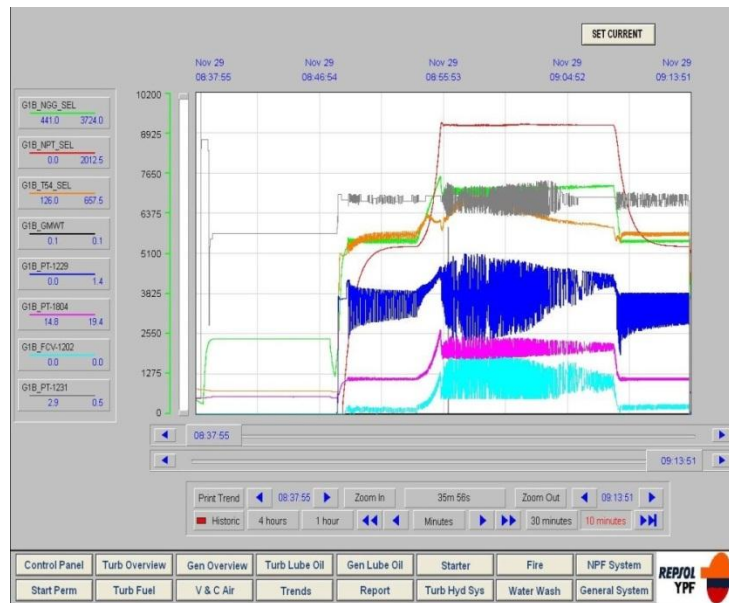 SET CURRENT
Nov 29 Nov 29 Nov 29 Nov 29 Nov 29
08:37:55 08:46:54 08:55:53 09:04:52 09:13:51
G1B_NGG_SEL
441.0 3724.0
G1B_NPT_SEL
0.0 2012.5
G1B_T54_SEL
126.0 657.5
G1B_GMWT
0.1 0.1
G1B_PT-1229
0.0 1.4
G1B_PT-1804
14.8 19.4
G1B_FCV-1202
0.0 0.0
G1B_PT-1231
2.9 0.5
10200
8925
7650
6375
5100
3825
2550
1275
0
08:37:55
09:13:51
Print Trend 08:37:55 Zoom In 35m 56s Zoom Out 09:13:51
Historic 4 hours 1 hour Minutes 30 minutes 10 minutes
Control Panel Turb Overview Gen Overview Turb Lube Oil Gen Lube Oil Starter Fire NPF System
Start Perm Turb Fuel V & C Air Trends Report Turb Hyd Sys Water Wash General System
REPSOL
YPF